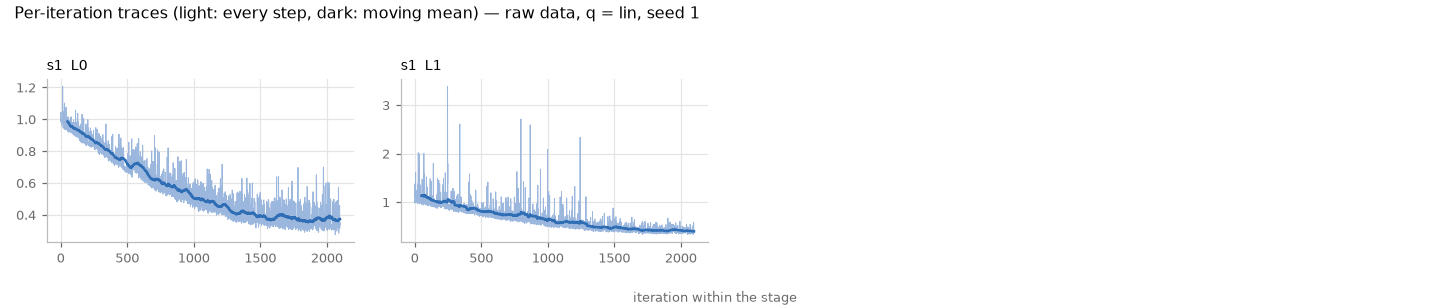 Per-iteration traces (light: every step, dark: moving mean) — raw data, q = lin, seed 1
s1 L0
s1 L1
1.2
1.0
0.8
0.6
0.4
0 500 1000 1500 2000
3
2
1
0 500 1000 1500 2000
iteration within the stage